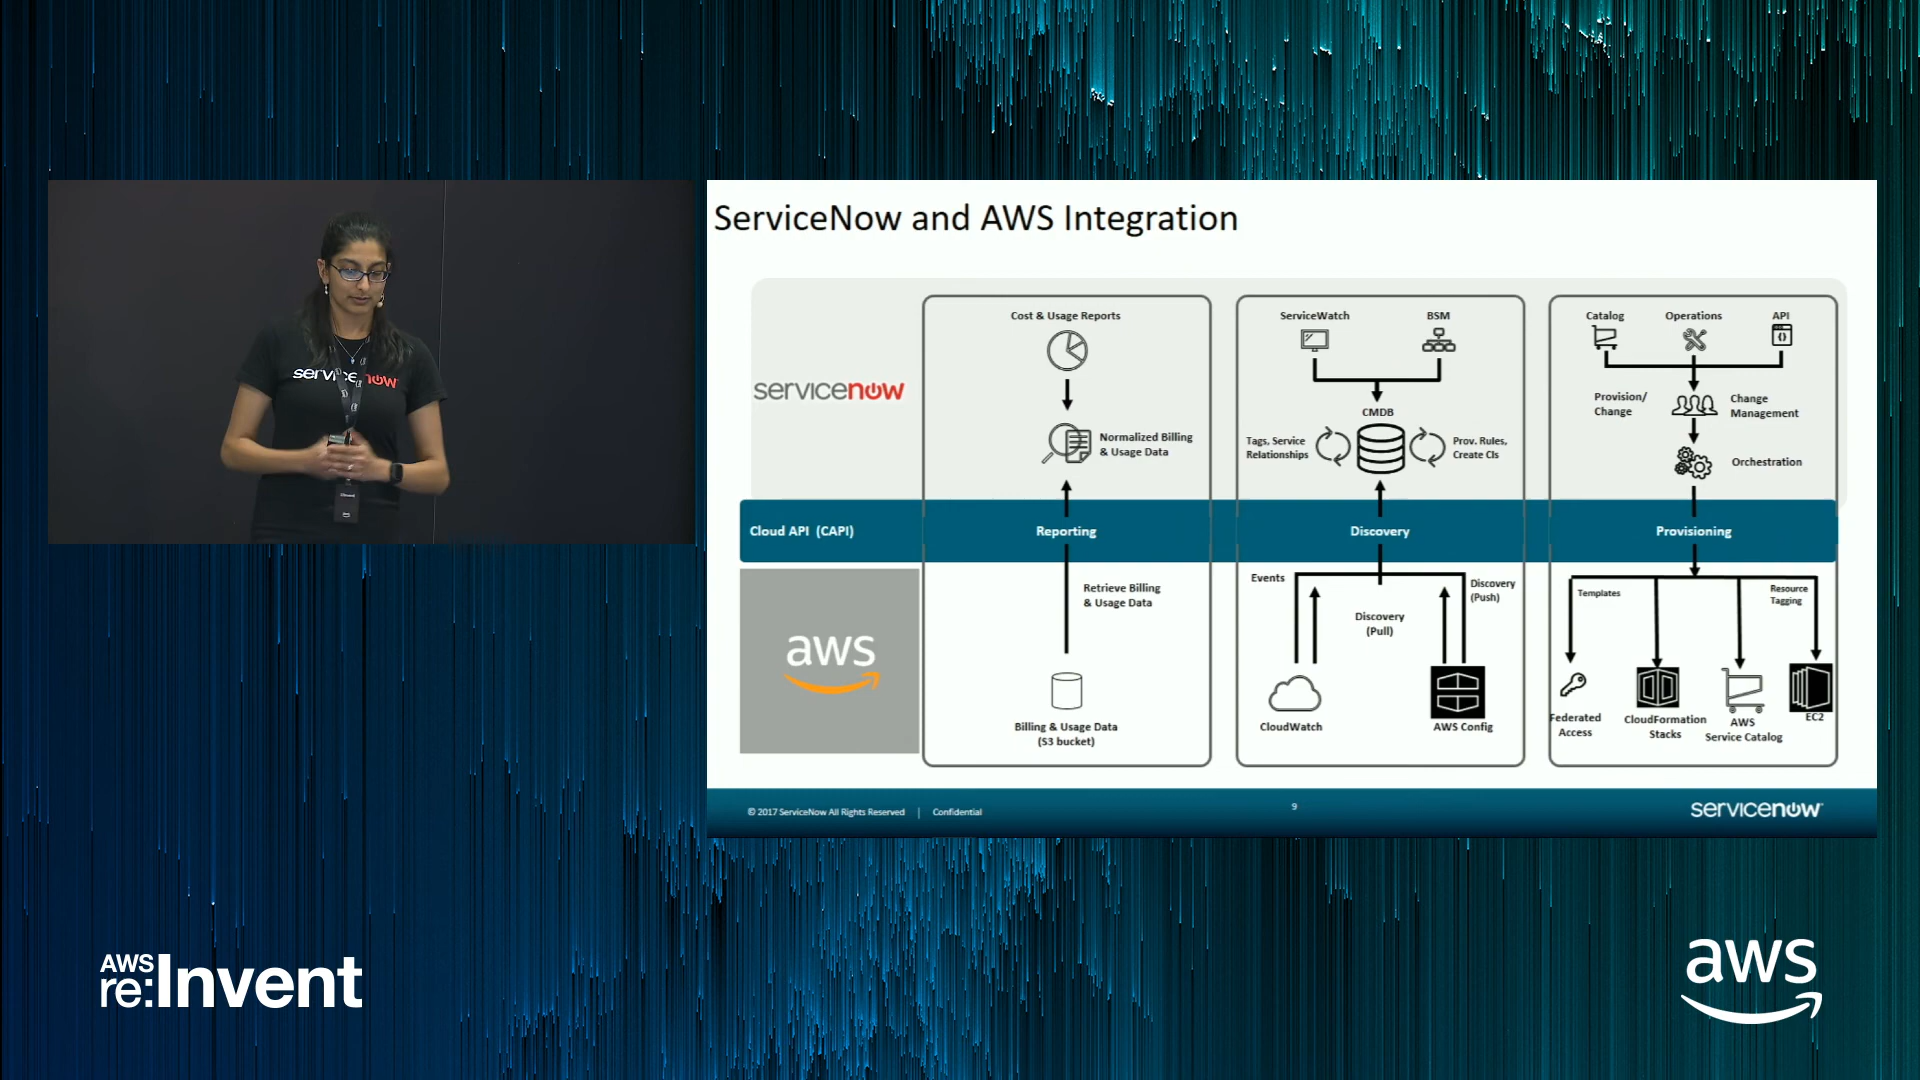 servicenow
ServiceNow and AWS Integration
servicenow
Cost & Usage Reports
Normalized Billing
& Usage Data
ServiceWatch
BSM
CMDB
Tags, Service
Relationships
Prov. Rules,
Create CIs
Catalog
Operations
API
Provision/
Change
Change
Management
Orchestration
Cloud API (CAPI)
Reporting
Discovery
Provisioning
aws
Retrieve Billing
& Usage Data
Billing & Usage Data
(S3 bucket)
Events
Discovery
(Pull)
Discovery
(Push)
CloudWatch
AWS Config
Templates
Resource
Tagging
Federated
Access
CloudFormation
Stacks
AWS
Service Catalog
EC2
© 2017 ServiceNow All Rights Reserved | Confidential
9
servicenow
AWS
re:Invent
aws